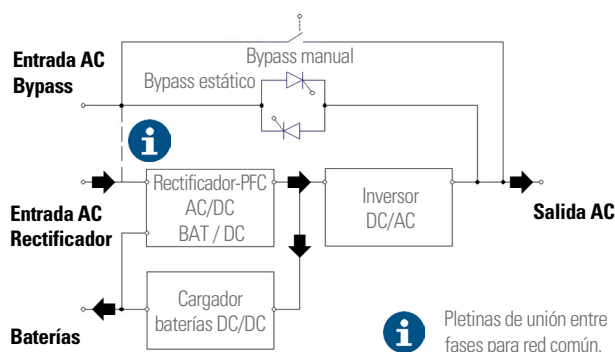 Entrada AC
Bypass
Bypass manual
Bypass estático
i
Entrada AC
Rectificador
Rectificador-PFC
AC/DC
BAT / DC
Inversor
DC/AC
Salida AC
Baterías
Cargador
baterías DC/DC
i
Pletinas de unión entre
fases para red común.